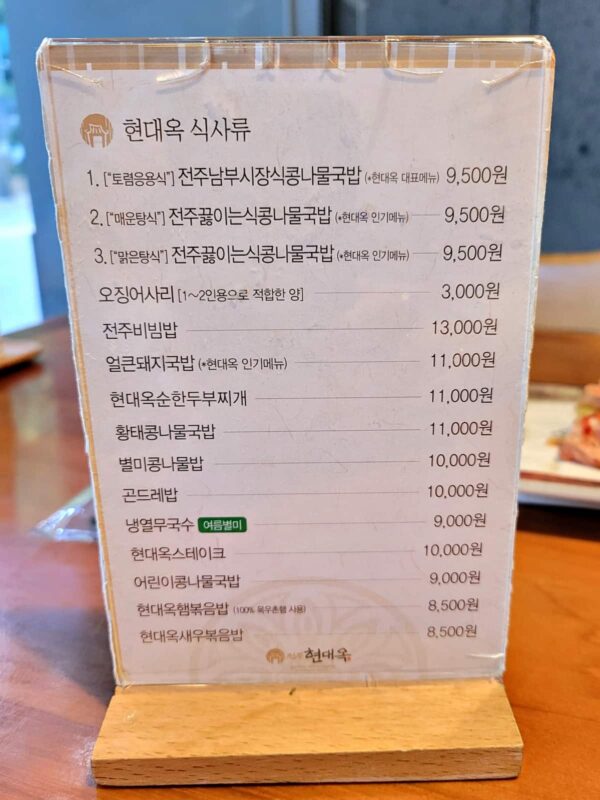 현대옥 식사류
1. ["토렴응용식"] 전주남부시장식콩나물국밥 (*현대옥 대표메뉴) 9,500원
2. ["매운탕식"] 전주끓이는식콩나물국밥 (*현대옥 인기메뉴) 9,500원
3. ["맑은탕식"] 전주끓이는식콩나물국밥 (*현대옥 인기메뉴) 9,500원
오징어사리 [1~2인용으로 적합한 양] 3,000원
전주비빔밥 13,000원
얼큰돼지국밥 (*현대옥 인기메뉴) 11,000원
현대옥순한두부찌개 11,000원
황태콩나물국밥 11,000원
별미콩나물밥 10,000원
곤드레밥 10,000원
냉열무국수 여름별미 9,000원
현대옥스테이크 10,000원
어린이콩나물국밥 9,000원
현대옥햄볶음밥 (100% 목우촌햄 사용) 8,500원
현대옥새우볶음밥 8,500원
전주 현대옥